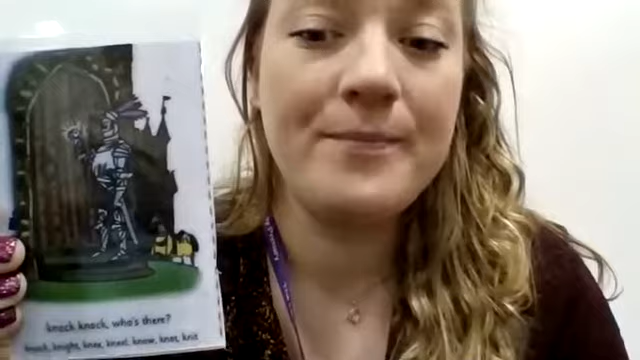 knock knock, who's there?
knock, knight, knee, kneel, know, knot, knit